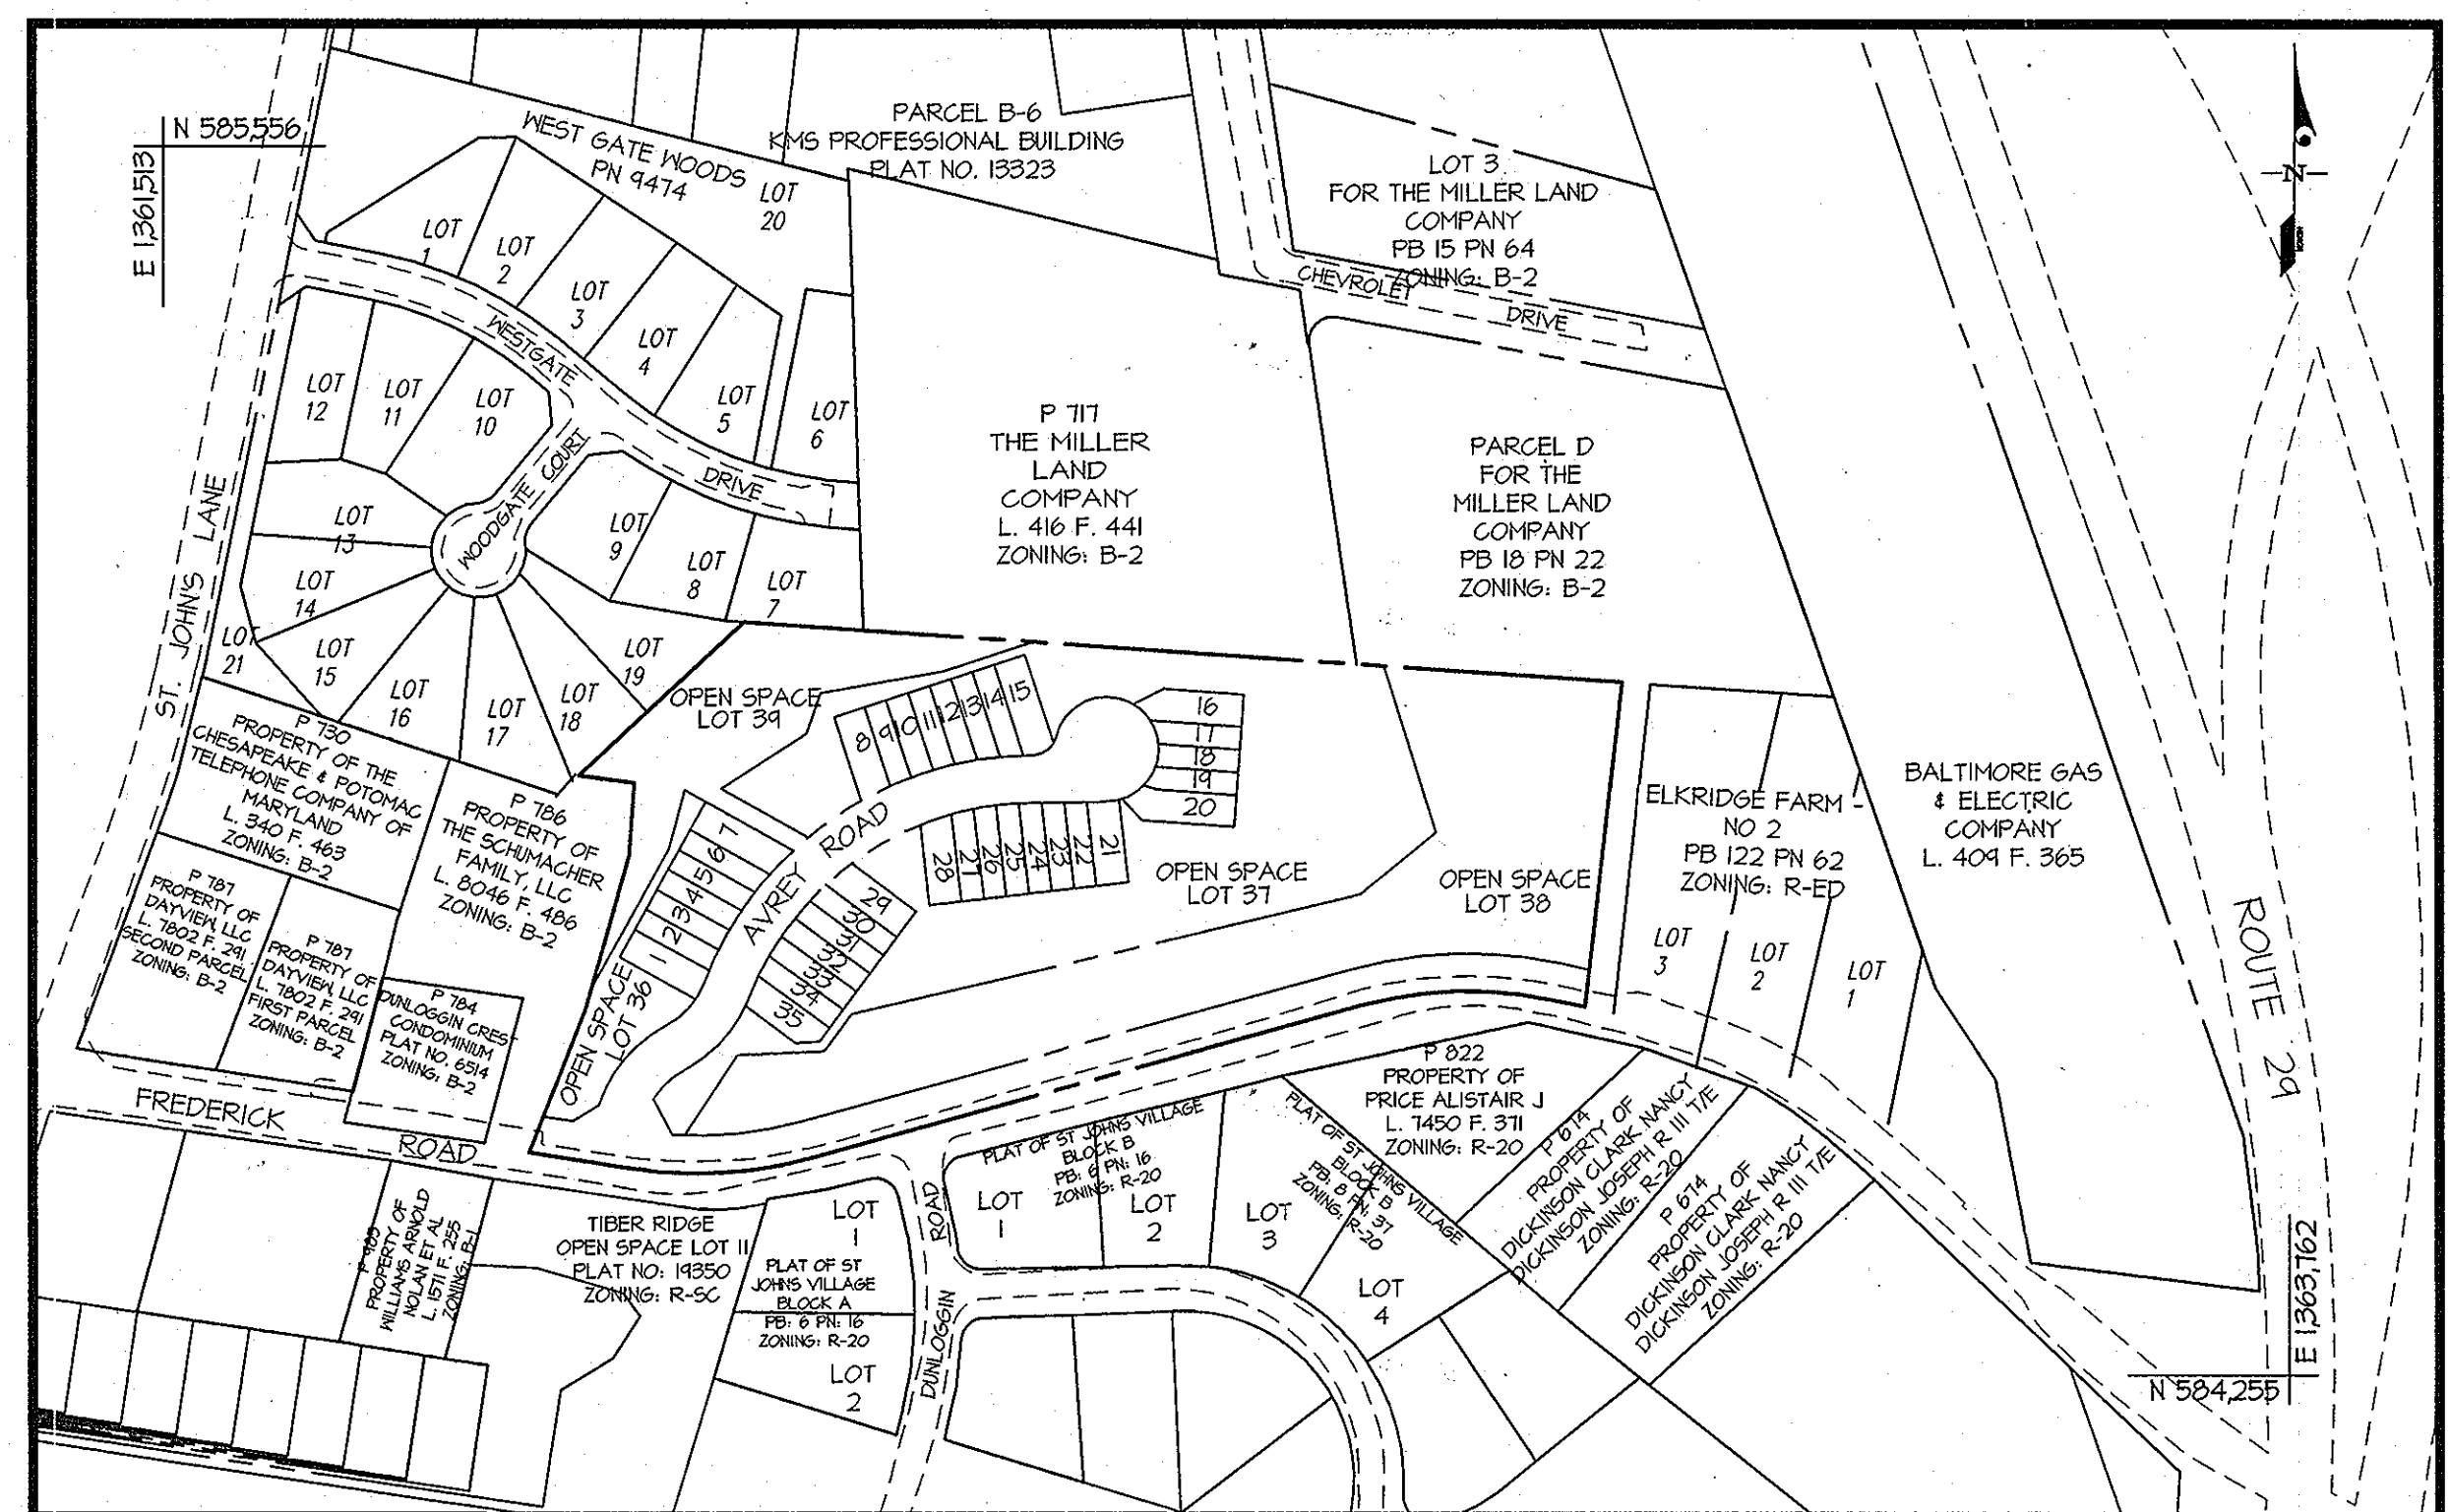 N 585,556
E 1,361,513
WEST GATE WOODS
PN 9474
LOT
20
PARCEL B-6
KMS PROFESSIONAL BUILDING
PLAT NO. 13323
LOT 3
FOR THE MILLER LAND
COMPANY
PB 15 PN 64
ZONING: B-2
CHEVROLET
DRIVE
N
LOT
1
LOT
2
LOT
3
LOT
4
LOT
5
LOT
6
WESTGATE
DRIVE
LOT
12
LOT
11
LOT
10
WOODGATE COURT
LOT
13
LOT
14
LOT
21
LOT
15
LOT
16
LOT
17
LOT
18
LOT
19
LOT
9
LOT
8
LOT
7
ST. JOHN'S LANE
P 717
THE MILLER
LAND
COMPANY
L. 416 F. 441
ZONING: B-2
PARCEL D
FOR THE
MILLER LAND
COMPANY
PB 18 PN 22
ZONING: B-2
P 730
PROPERTY OF THE
CHESAPEAKE & POTOMAC
TELEPHONE COMPANY OF
MARYLAND
L. 340 F. 463
ZONING: B-2
P 786
PROPERTY OF
THE SCHUMACHER
FAMILY, LLC
L. 8046 F. 486
ZONING: B-2
P 787
PROPERTY OF
DAYVIEW, LLC
L. 7802 F. 291
SECOND PARCEL
ZONING: B-2
P 787
PROPERTY OF
DAYVIEW, LLC
L. 7802 F. 291
FIRST PARCEL
ZONING: B-2
P 784
DUNLOGGIN CREST
CONDOMINIUM
PLAT NO. 6514
ZONING: B-2
OPEN SPACE
LOT 39
8
9
10
11
12
13
14
15
16
17
18
19
20
21
22
23
24
25
26
27
28
7
6
5
4
3
2
1
29
30
31
32
33
34
35
AVREY ROAD
OPEN SPACE
LOT 36
OPEN SPACE
LOT 37
OPEN SPACE
LOT 38
ELKRIDGE FARM
NO 2
PB 122 PN 62
ZONING: R-ED
LOT
3
LOT
2
LOT
1
BALTIMORE GAS
& ELECTRIC
COMPANY
L. 409 F. 365
ROUTE 29
FREDERICK
ROAD
P 985
PROPERTY OF
WILLIAMS ARNOLD
NOLAN ET AL
L. 1571 F. 255
ZONING: B-1
TIBER RIDGE
OPEN SPACE LOT 11
PLAT NO: 19350
ZONING: R-SC
LOT
1
PLAT OF ST
JOHNS VILLAGE
BLOCK A
PB: 6 PN: 16
ZONING: R-20
LOT
2
DUNLOGGIN
ROAD
PLAT OF ST JOHNS VILLAGE
BLOCK B
PB: 6 PN: 16
ZONING: R-20
LOT
1
LOT
2
LOT
3
PLAT OF ST JOHNS VILLAGE
BLOCK B
PB: 8 PN: 37
ZONING: R-20
LOT
4
P 822
PROPERTY OF
PRICE ALISTAIR J
L. 7450 F. 371
ZONING: R-20
P 674
PROPERTY OF
DICKINSON CLARK NANCY
DICKINSON JOSEPH R III T/E
ZONING: R-20
P 674
PROPERTY OF
DICKINSON CLARK NANCY
DICKINSON JOSEPH R III T/E
ZONING: R-20
E 1,363,762
N 584,255